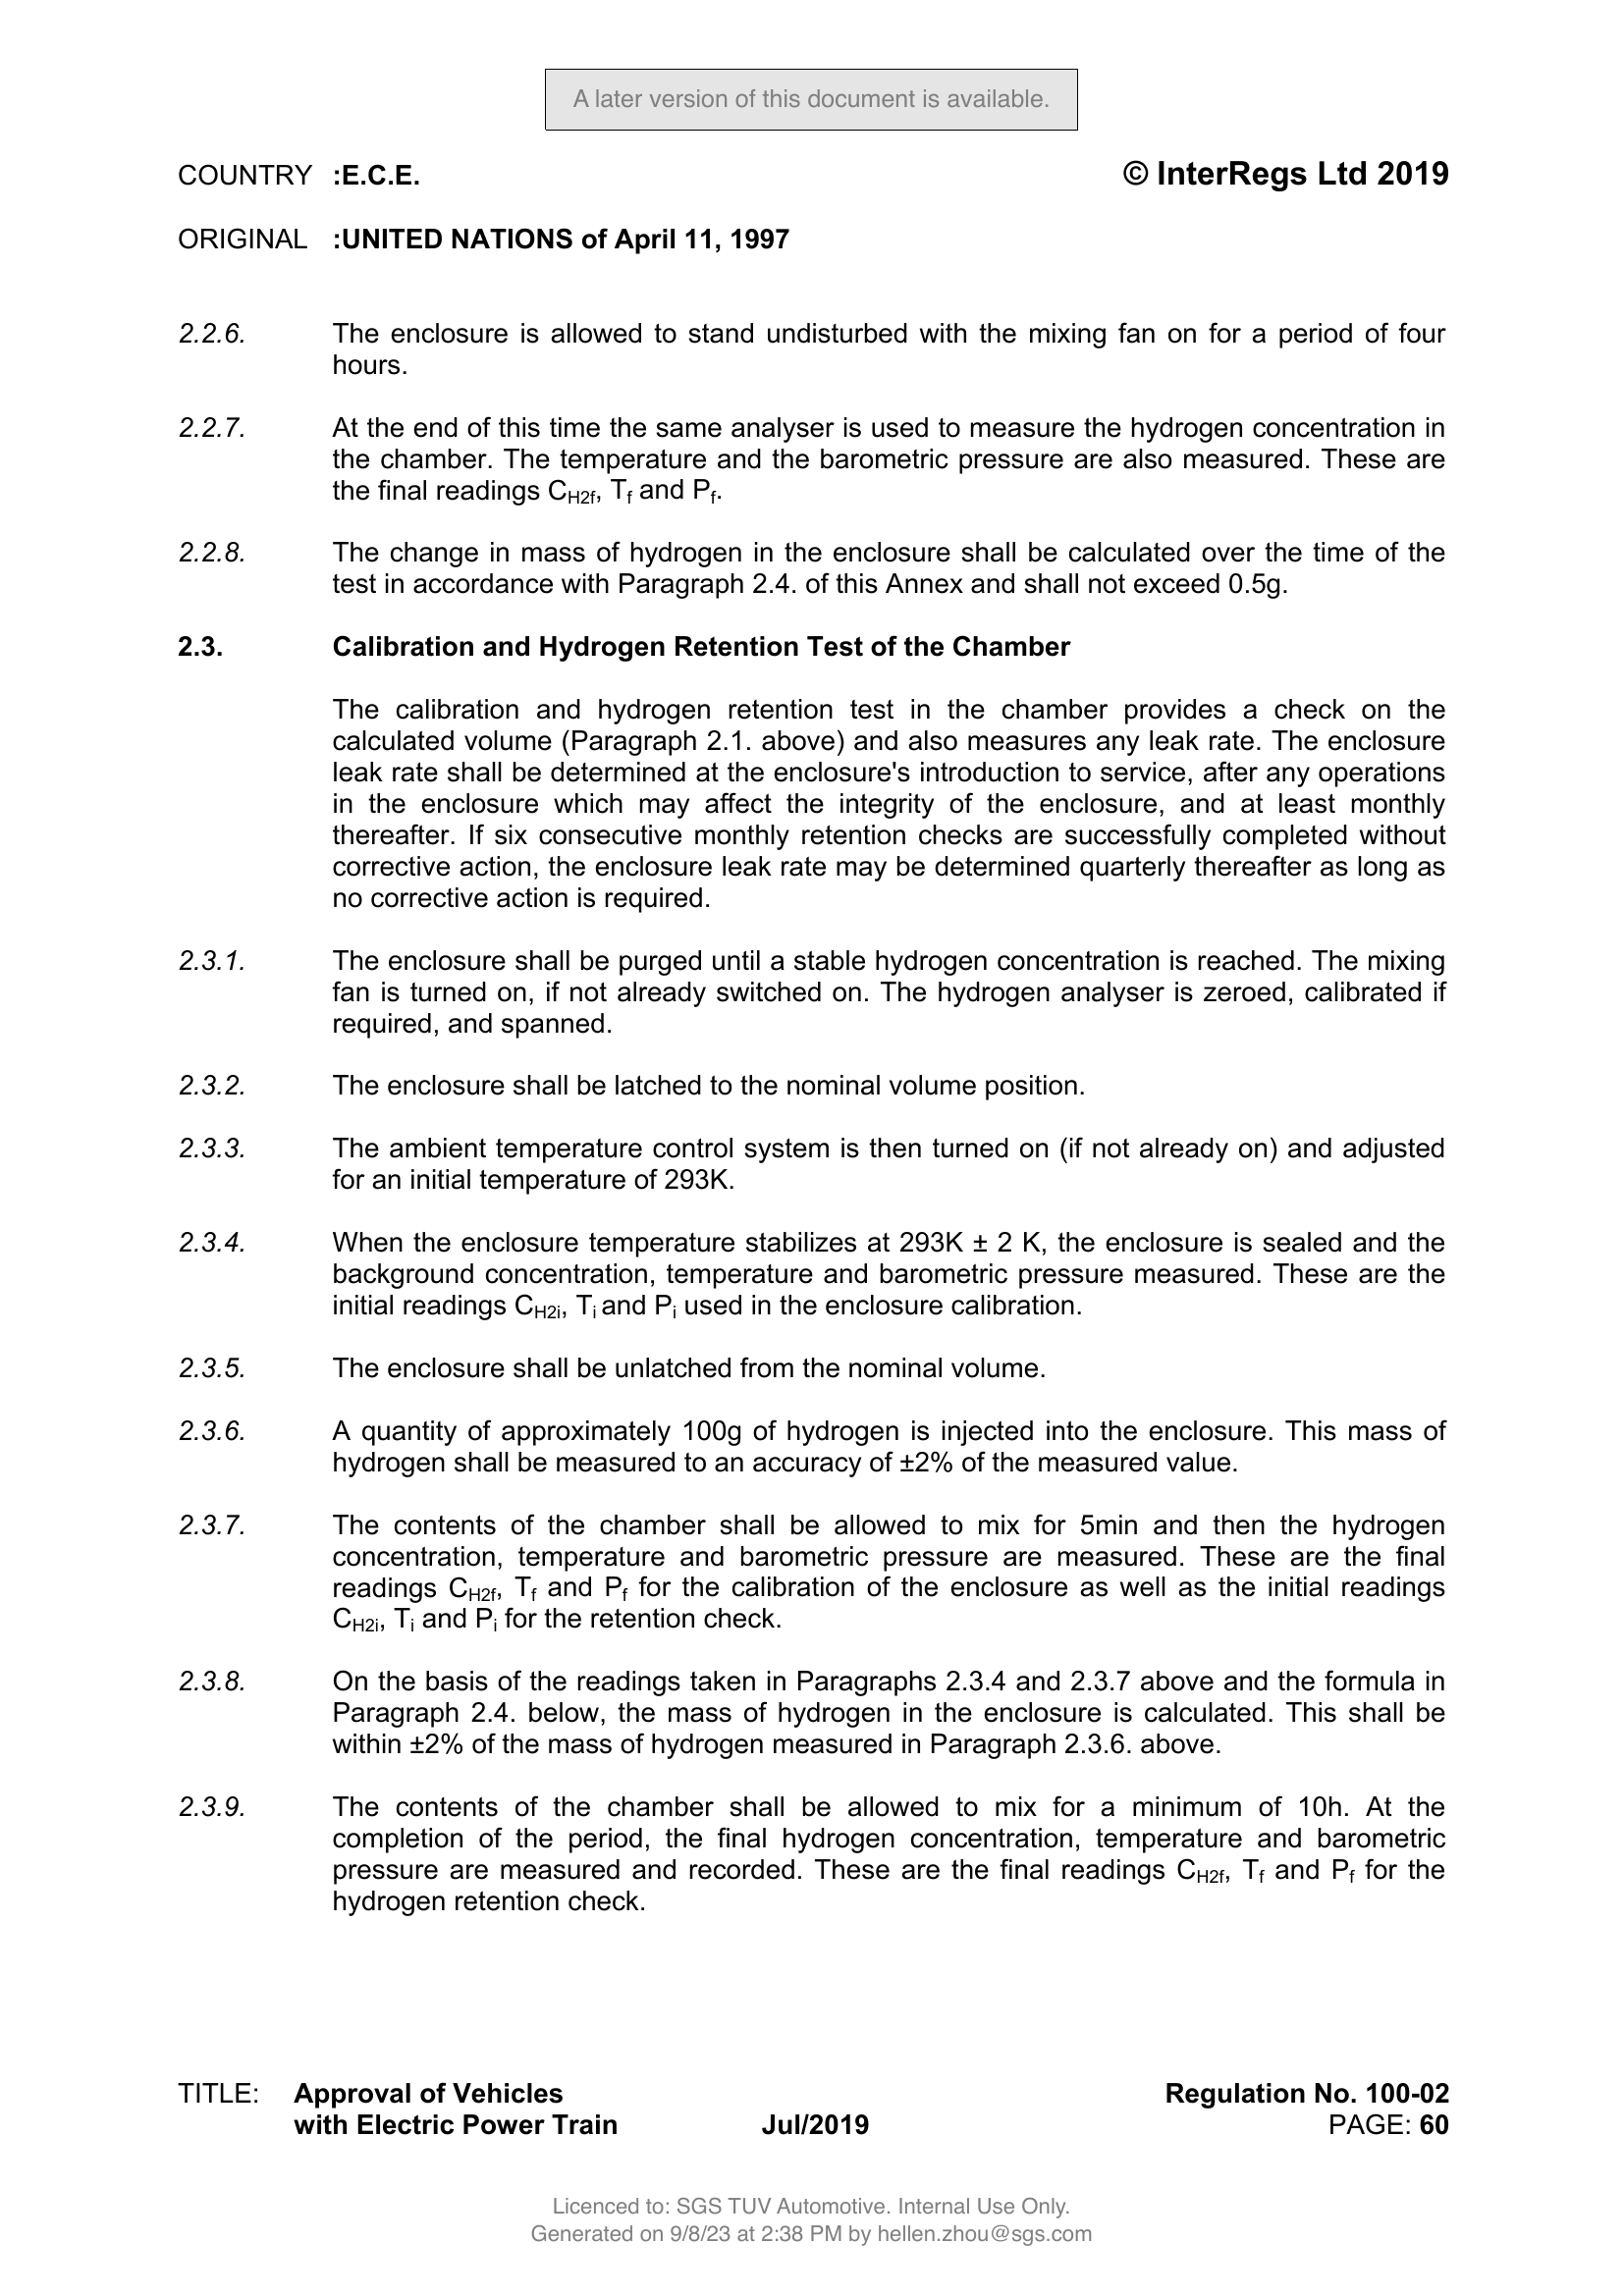 A later version of this document is available.
COUNTRY :E.C.E. © InterRegs Ltd 2019
ORIGINAL :UNITED NATIONS of April 11, 1997
2.2.6. The enclosure is allowed to stand undisturbed with the mixing fan on for a period of four
hours.
2.2.7. At the end of this time the same analyser is used to measure the hydrogen concentration in
the chamber. The temperature and the barometric pressure are also measured. These are
the final readings CH2f, Tf and Pf.
2.2.8. The change in mass of hydrogen in the enclosure shall be calculated over the time of the
test in accordance with Paragraph 2.4. of this Annex and shall not exceed 0.5g.
2.3. Calibration and Hydrogen Retention Test of the Chamber
The calibration and hydrogen retention test in the chamber provides a check on the
calculated volume (Paragraph 2.1. above) and also measures any leak rate. The enclosure
leak rate shall be determined at the enclosure's introduction to service, after any operations
in the enclosure which may affect the integrity of the enclosure, and at least monthly
thereafter. If six consecutive monthly retention checks are successfully completed without
corrective action, the enclosure leak rate may be determined quarterly thereafter as long as
no corrective action is required.
2.3.1. The enclosure shall be purged until a stable hydrogen concentration is reached. The mixing
fan is turned on, if not already switched on. The hydrogen analyser is zeroed, calibrated if
required, and spanned.
2.3.2. The enclosure shall be latched to the nominal volume position.
2.3.3. The ambient temperature control system is then turned on (if not already on) and adjusted
for an initial temperature of 293K.
2.3.4. When the enclosure temperature stabilizes at 293K ± 2 K, the enclosure is sealed and the
background concentration, temperature and barometric pressure measured. These are the
initial readings CH2i, Ti and Pi used in the enclosure calibration.
2.3.5. The enclosure shall be unlatched from the nominal volume.
2.3.6. A quantity of approximately 100g of hydrogen is injected into the enclosure. This mass of
hydrogen shall be measured to an accuracy of ±2% of the measured value.
2.3.7. The contents of the chamber shall be allowed to mix for 5min and then the hydrogen
concentration, temperature and barometric pressure are measured. These are the final
readings CH2f, Tf and Pf for the calibration of the enclosure as well as the initial readings
CH2i, Ti and Pi for the retention check.
2.3.8. On the basis of the readings taken in Paragraphs 2.3.4 and 2.3.7 above and the formula in
Paragraph 2.4. below, the mass of hydrogen in the enclosure is calculated. This shall be
within ±2% of the mass of hydrogen measured in Paragraph 2.3.6. above.
2.3.9. The contents of the chamber shall be allowed to mix for a minimum of 10h. At the
completion of the period, the final hydrogen concentration, temperature and barometric
pressure are measured and recorded. These are the final readings CH2f, Tf and Pf for the
hydrogen retention check.
TITLE: Approval of Vehicles Regulation No. 100-02
with Electric Power Train Jul/2019 PAGE: 60
Licenced to: SGS TUV Automotive. Internal Use Only.
Generated on 9/8/23 at 2:38 PM by hellen.zhou@sgs.com